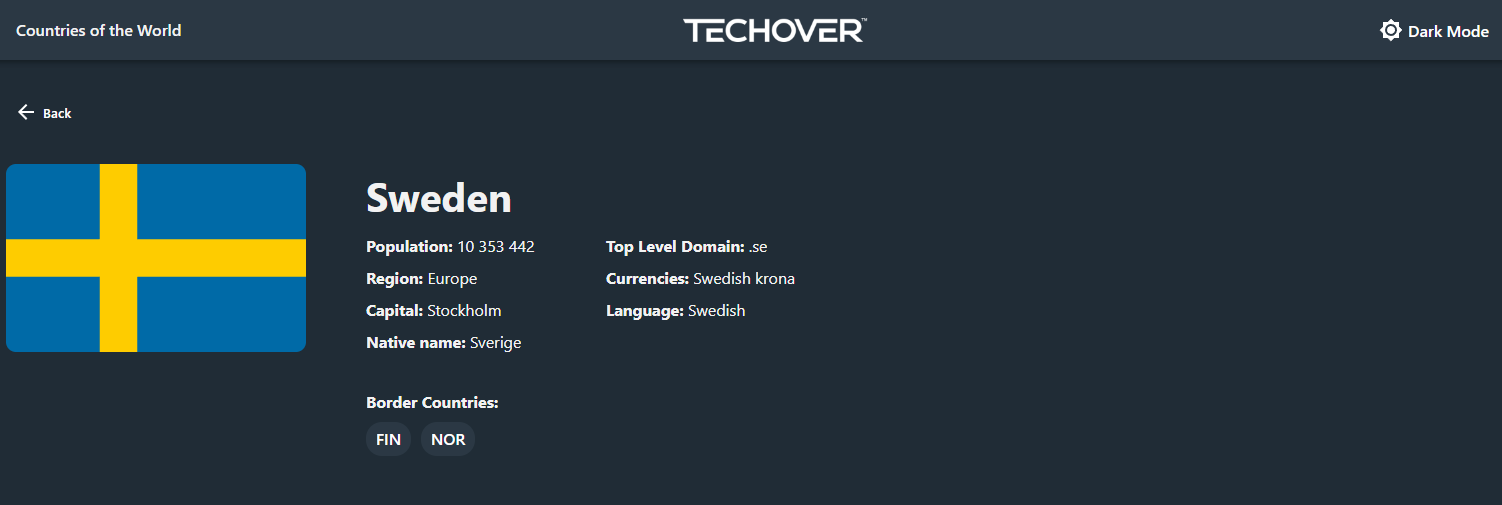 Countries of the World
TECHOVER™
Dark Mode
Back
Sweden
Population: 10 353 442
Region: Europe
Capital: Stockholm
Native name: Sverige
Top Level Domain: .se
Currencies: Swedish krona
Language: Swedish
Border Countries:
FIN NOR